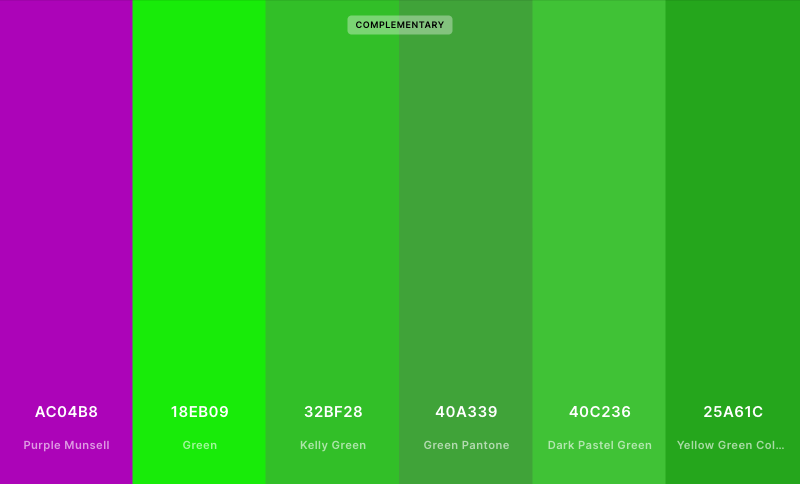 COMPLEMENTARY
AC04B8
Purple Munsell
18EB09
Green
32BF28
Kelly Green
40A339
Green Pantone
40C236
Dark Pastel Green
25A61C
Yellow Green Col...